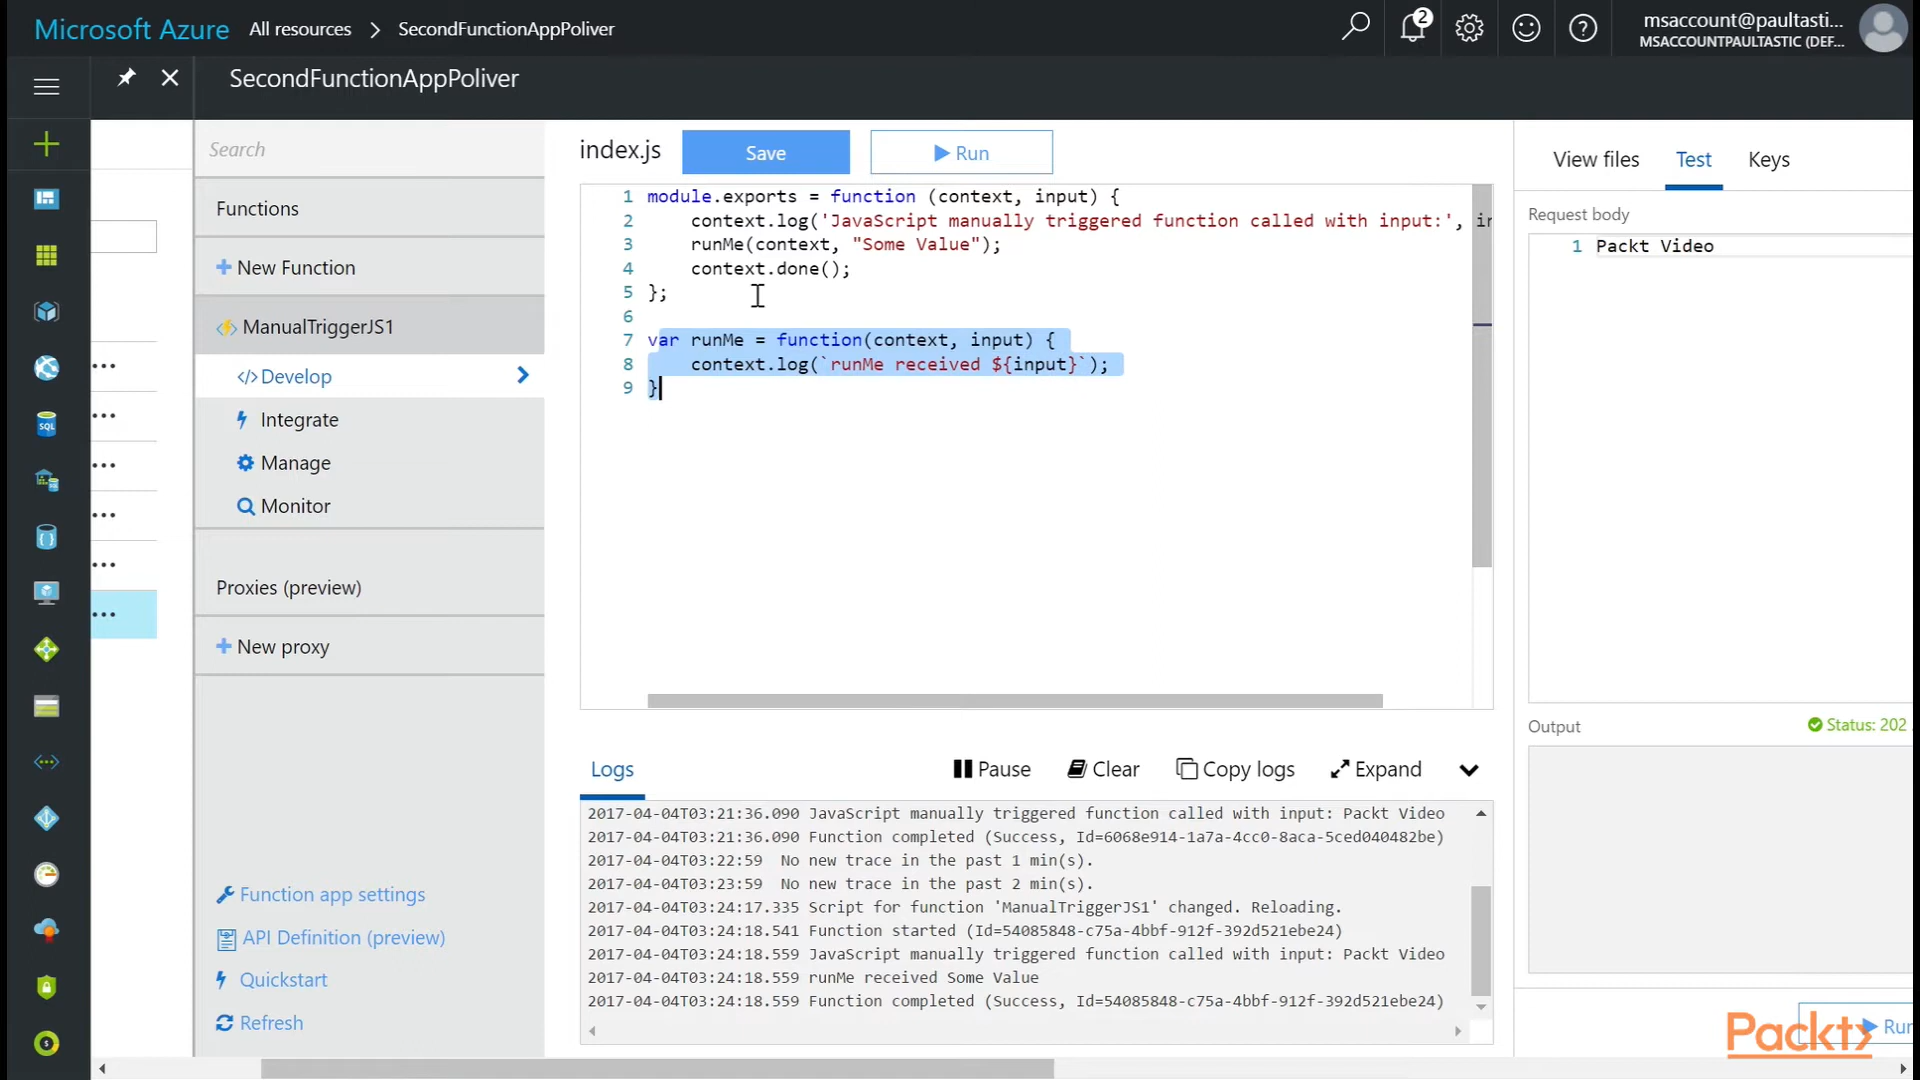 Microsoft Azure All resources > SecondFunctionAppPoliver
2
msaccount@paultasti...
MSACCOUNTPAULTASTIC (DEF...
SecondFunctionAppPoliver
Search
Functions
+ New Function
ManualTriggerJS1
</> Develop
Integrate
Manage
Monitor
Proxies (preview)
+ New proxy
Function app settings
API Definition (preview)
Quickstart
Refresh
SQL
index.js Save Run
1 module.exports = function (context, input) {
2 context.log('JavaScript manually triggered function called with input:', in
3 runMe(context, "Some Value");
4 context.done();
5 };
6
7 var runMe = function(context, input) {
8 context.log(`runMe received ${input}`);
9 }
Logs Pause Clear Copy logs Expand
2017-04-04T03:21:36.090 JavaScript manually triggered function called with input: Packt Video
2017-04-04T03:21:36.090 Function completed (Success, Id=6068e914-1a7a-4cc0-8aca-5ced040482be)
2017-04-04T03:22:59 No new trace in the past 1 min(s).
2017-04-04T03:23:59 No new trace in the past 2 min(s).
2017-04-04T03:24:17.335 Script for function 'ManualTriggerJS1' changed. Reloading.
2017-04-04T03:24:18.541 Function started (Id=54085848-c75a-4bbf-912f-392d521ebe24)
2017-04-04T03:24:18.559 JavaScript manually triggered function called with input: Packt Video
2017-04-04T03:24:18.559 runMe received Some Value
2017-04-04T03:24:18.559 Function completed (Success, Id=54085848-c75a-4bbf-912f-392d521ebe24)
View files Test Keys
Request body
1 Packt Video
Output Status: 202
Run
Packt